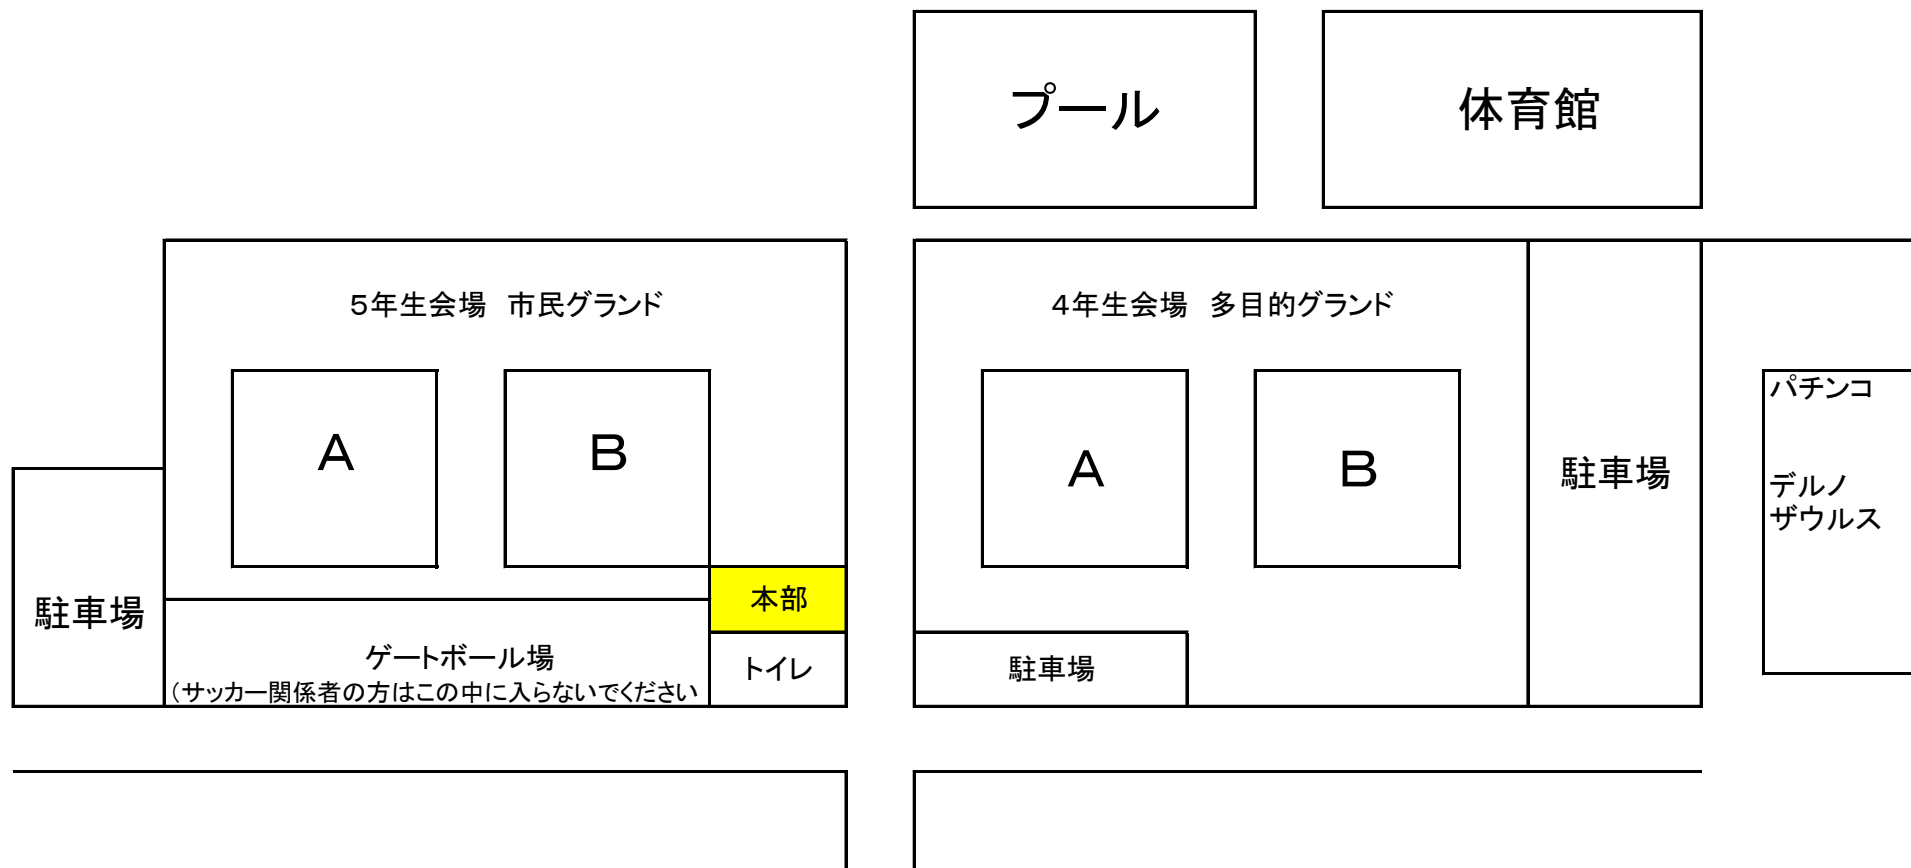 プール
体育館
５年生会場　市民グランド
４年生会場　多目的グランド
A
B
A
B
パチンコ
デルノ
ザウルス
駐車場
駐車場
本部
ゲートボール場
(サッカー関係者の方はこの中に入らないでください
トイレ
駐車場